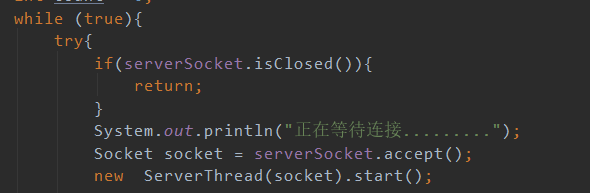 while (true){
try{
if(serverSocket.isClosed()){
return;
}
System.out.println("正在等待连接.........");
Socket socket = serverSocket.accept();
new  ServerThread(socket).start();